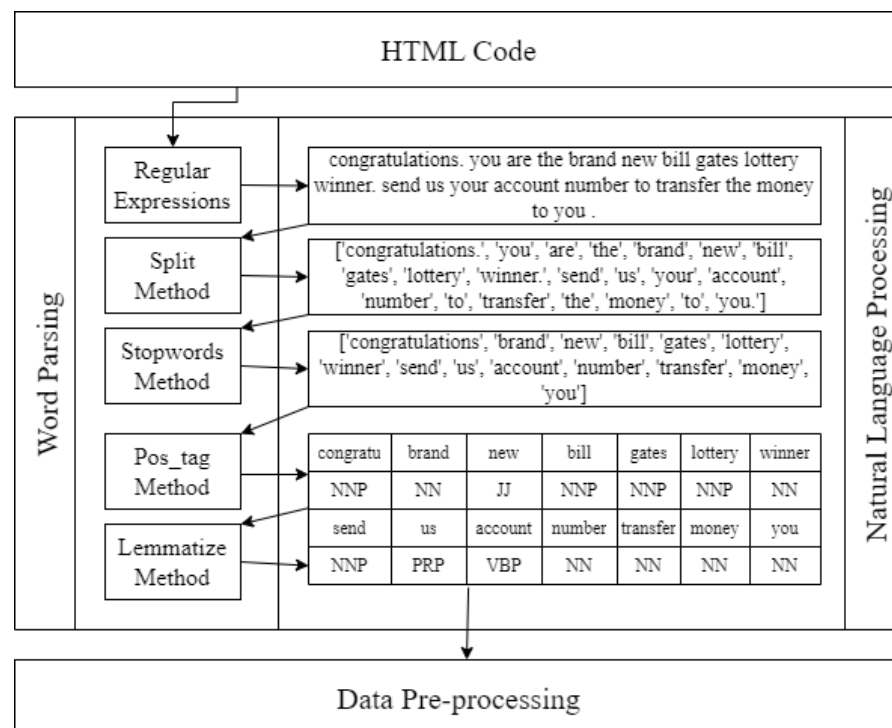 HTML Code
Word Parsing
Regular
Expressions
congratulations. you are the brand new bill gates lottery
winner. send us your account number to transfer the money
to you .
Split
Method
['congratulations.', 'you', 'are', 'the', 'brand', 'new', 'bill',
'gates', 'lottery', 'winner.', 'send', 'us', 'your', 'account',
'number', 'to', 'transfer', 'the', 'money', 'to', 'you.']
Stopwords
Method
['congratulations', 'brand', 'new', 'bill', 'gates', 'lottery',
'winner', 'send', 'us', 'account', 'number', 'transfer', 'money',
'you']
Pos_tag
Method
congratu brand new bill gates lottery winner
NNP NN JJ NNP NNP NNP NN
Lemmatize
Method
send us account number transfer money you
NNP PRP VBP NN NN NN NN
Natural Language Processing
Data Pre-processing